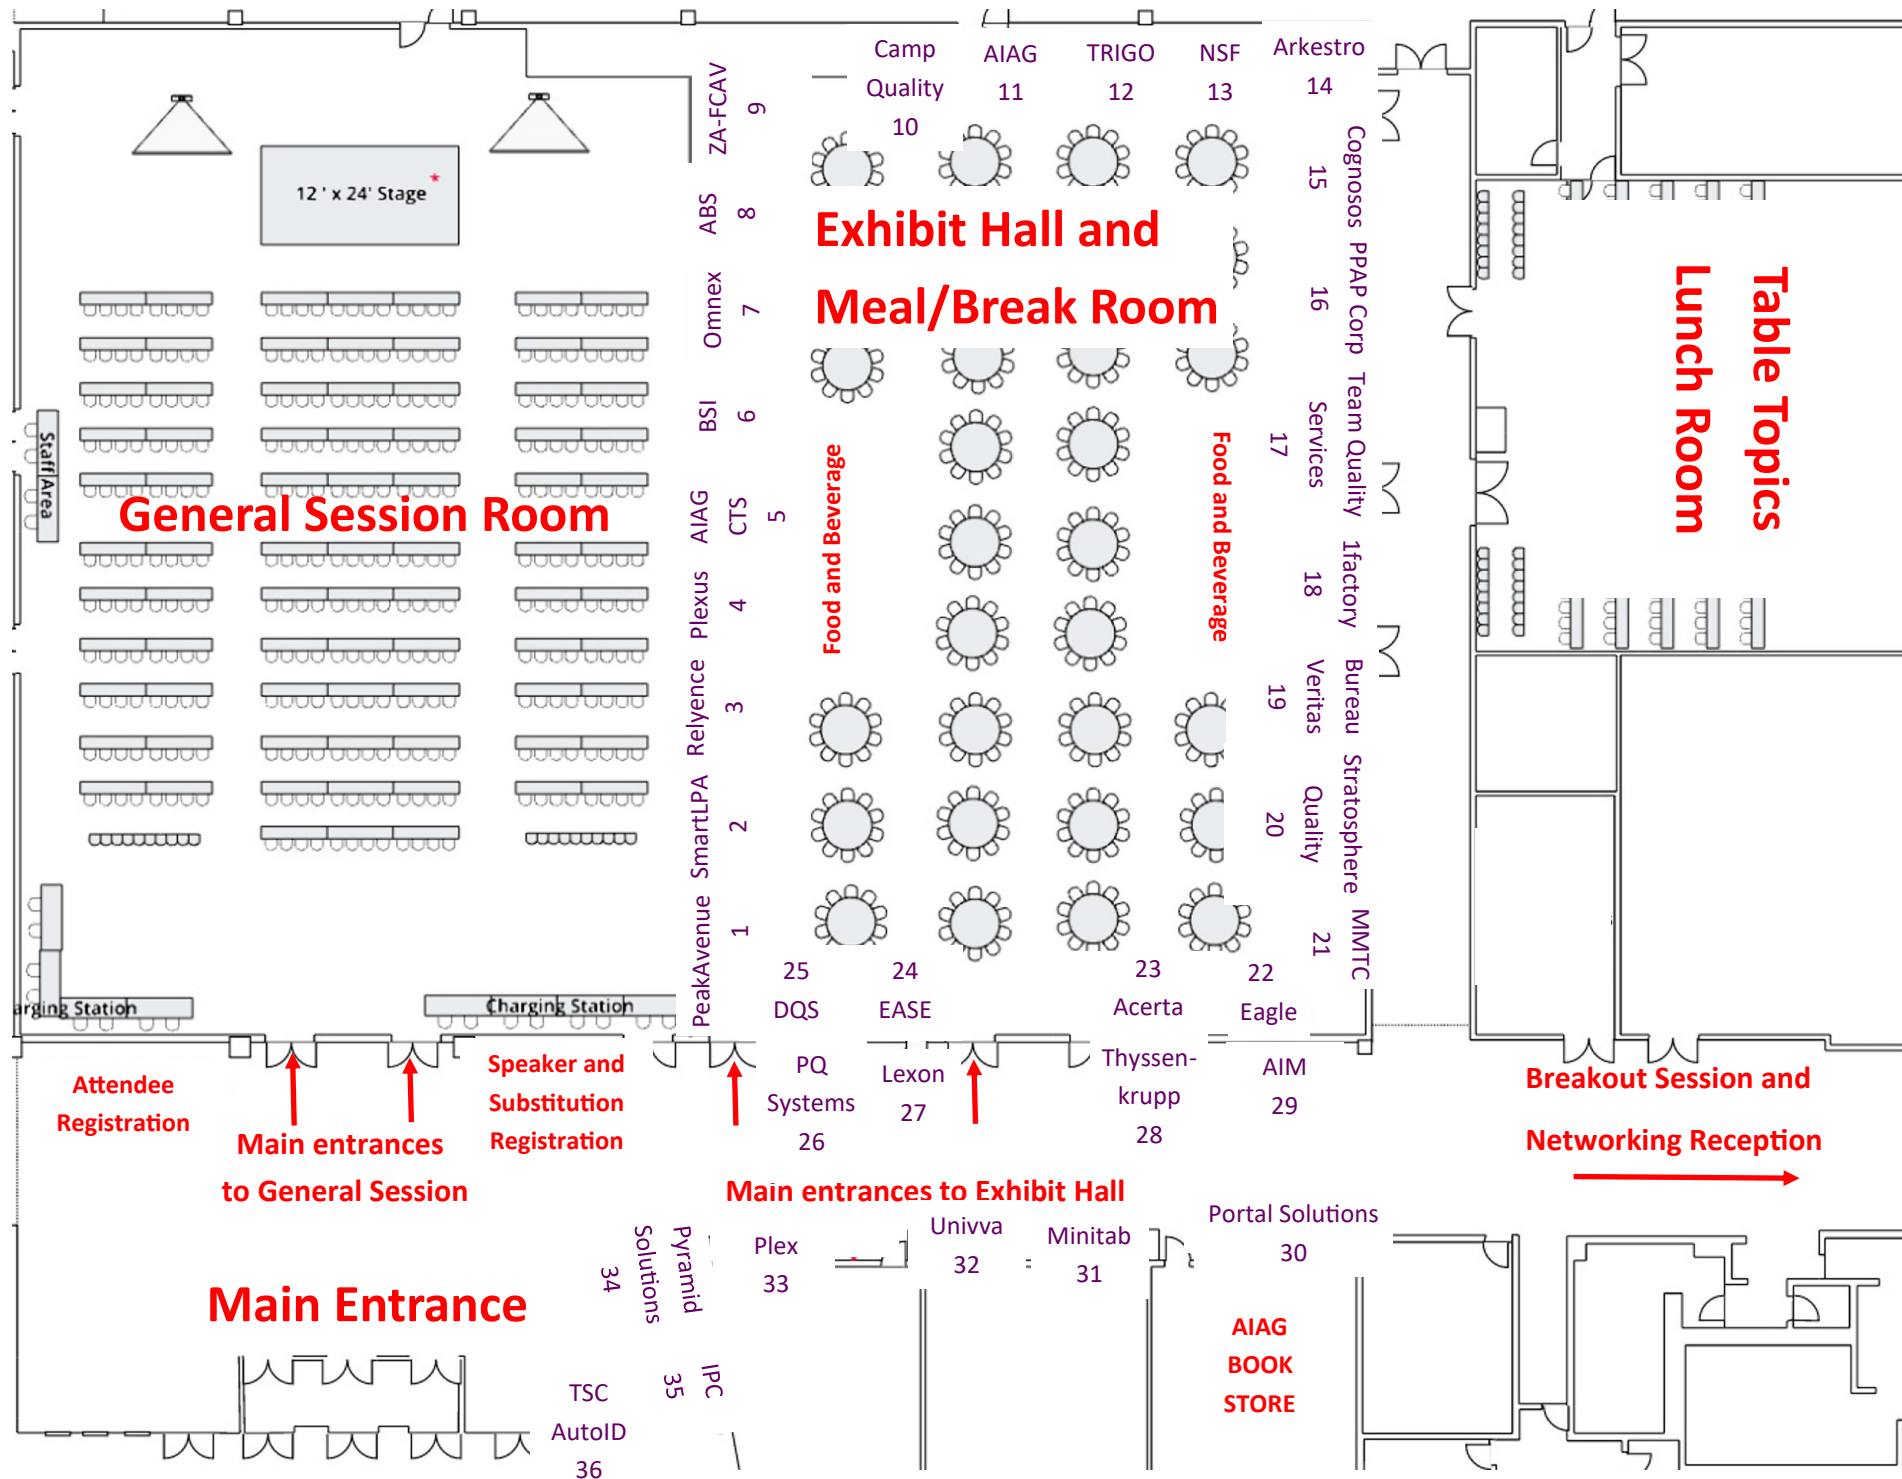 Camp
Quality
10
AIAG
11
TRIGO
12
NSF
13
Arkestro
14
ZA-FCAV
9
ABS
8
Omnex
7
BSI
6
AIAG
CTS
5
Plexus
4
Relyence
3
SmartLPA
2
PeakAvenue
1
12 ' x 24' Stage
Staff Area
General Session Room
Exhibit Hall and
Meal/Break Room
Food and Beverage
Food and Beverage
Cognosos
15
PPAP Corp
16
Team Quality
Services
17
1factory
18
Bureau
Veritas
19
Stratosphere
Quality
20
MMTC
21
Table Topics
Lunch Room
25
DQS
24
EASE
23
Acerta
22
Eagle
arging Station
Charging Station
Attendee
Registration
Main entrances
to General Session
Speaker and
Substitution
Registration
PQ
Systems
26
Lexon
27
Thyssen-
krupp
28
AIM
29
Breakout Session and
Networking Reception
Main entrances to Exhibit Hall
Pyramid
Solutions
34
Plex
33
Univva
32
Minitab
31
Portal Solutions
30
Main Entrance
AIAG
BOOK
STORE
IPC
35
TSC
AutoID
36